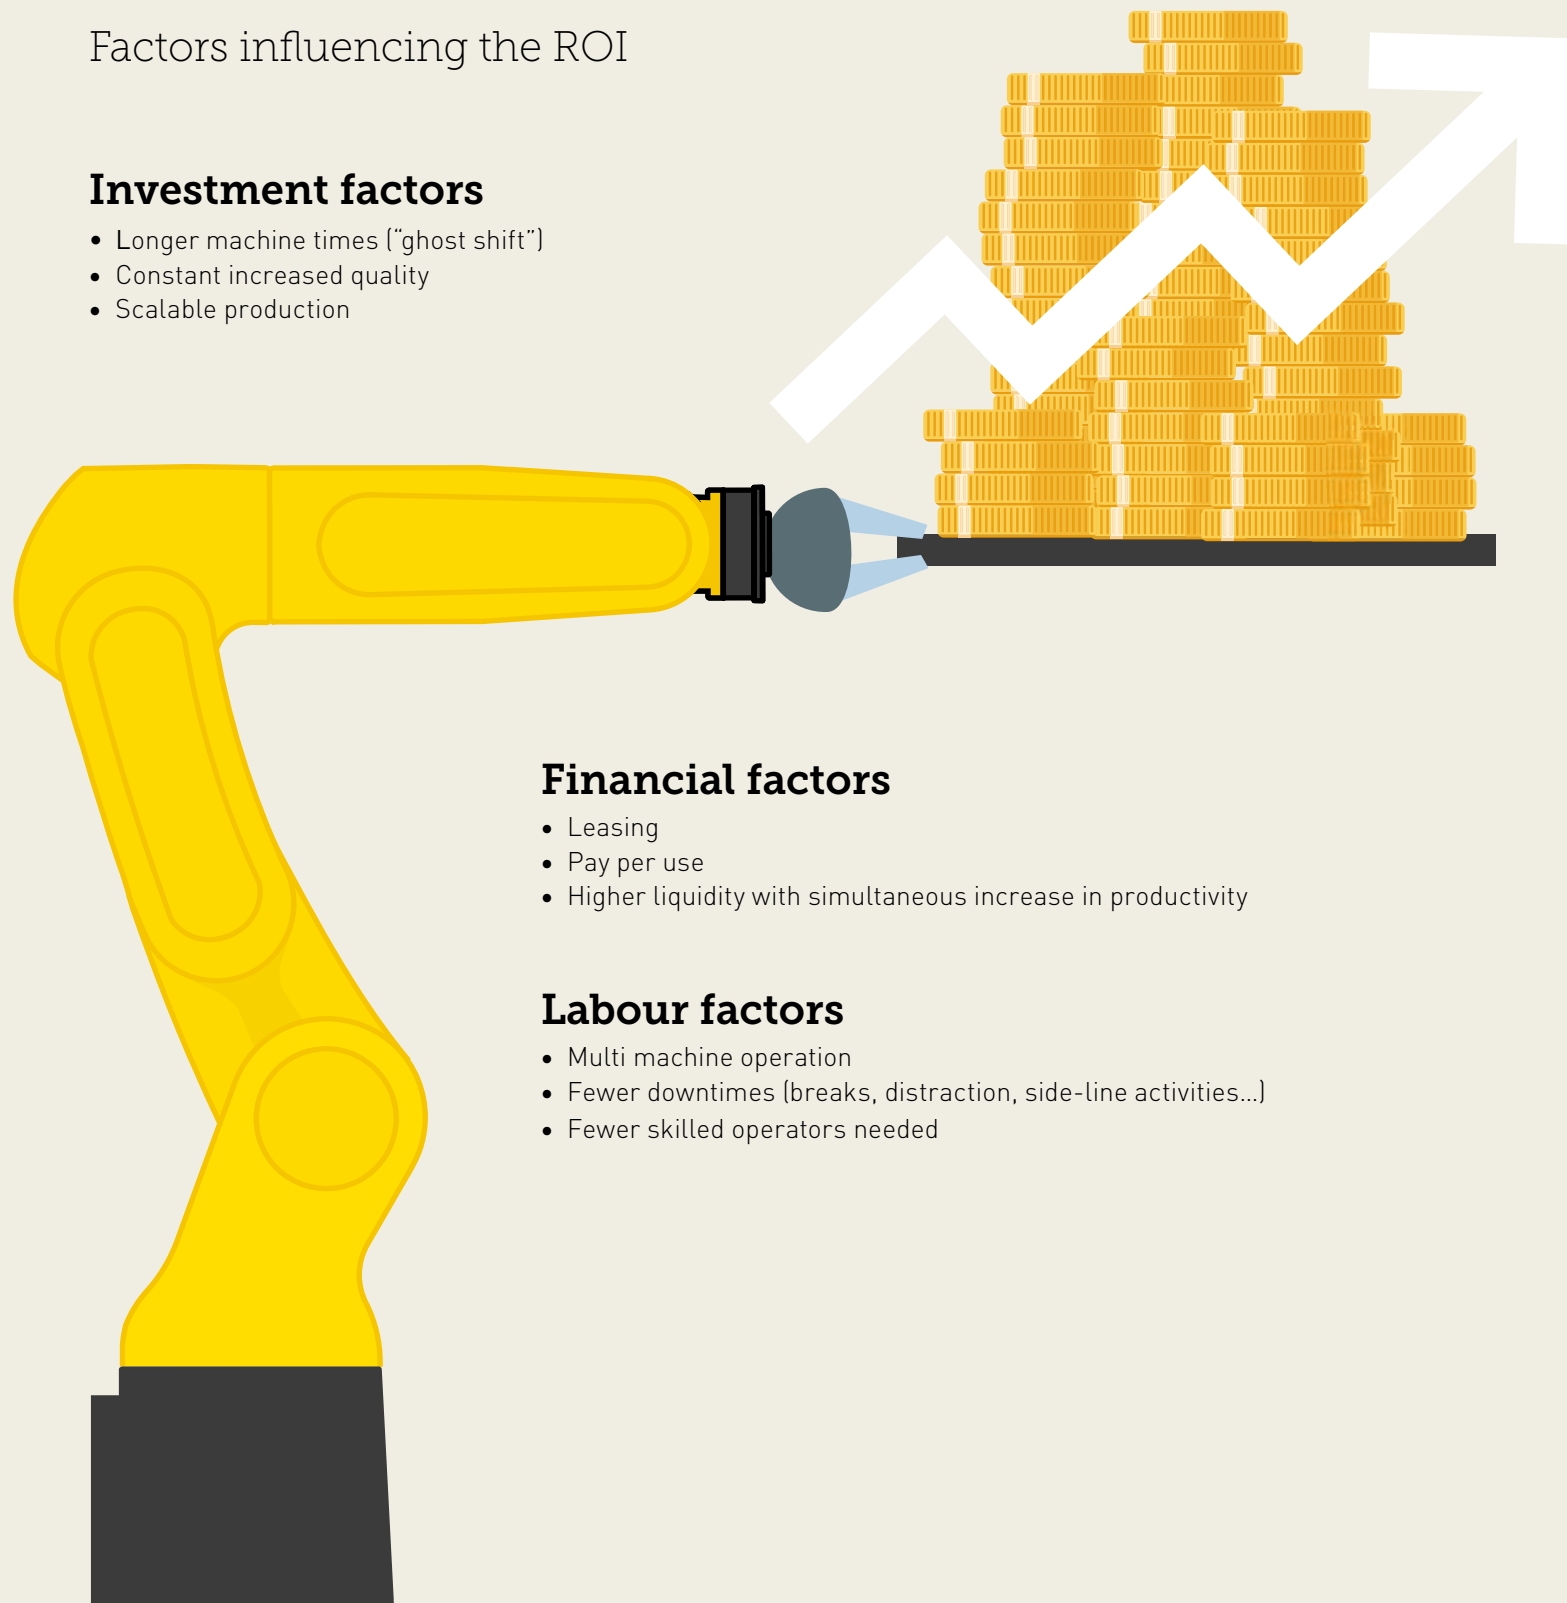 Factors influencing the ROI
Investment factors
• Longer machine times (“ghost shift”)
• Constant increased quality
• Scalable production
Financial factors
• Leasing
• Pay per use
• Higher liquidity with simultaneous increase in productivity
Labour factors
• Multi machine operation
• Fewer downtimes (breaks, distraction, side-line activities...)
• Fewer skilled operators needed